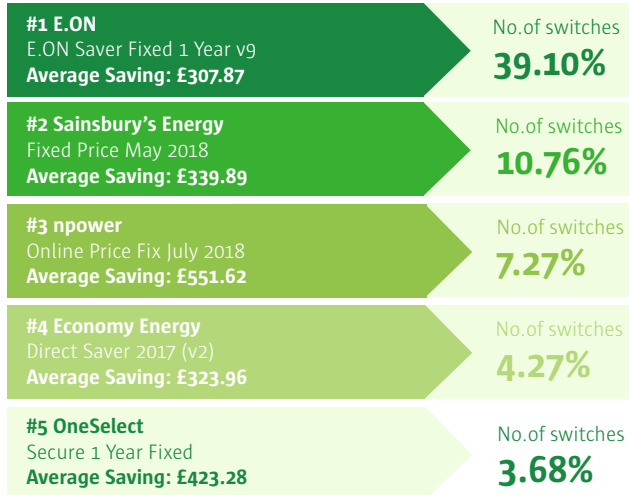 #1 E.ON
E.ON Saver Fixed 1 Year v9
Average Saving: £307.87
No.of switches
39.10%
#2 Sainsbury's Energy
Fixed Price May 2018
Average Saving: £339.89
No.of switches
10.76%
#3 npower
Online Price Fix July 2018
Average Saving: £551.62
No.of switches
7.27%
#4 Economy Energy
Direct Saver 2017 (v2)
Average Saving: £323.96
No.of switches
4.27%
#5 OneSelect
Secure 1 Year Fixed
Average Saving: £423.28
No.of switches
3.68%